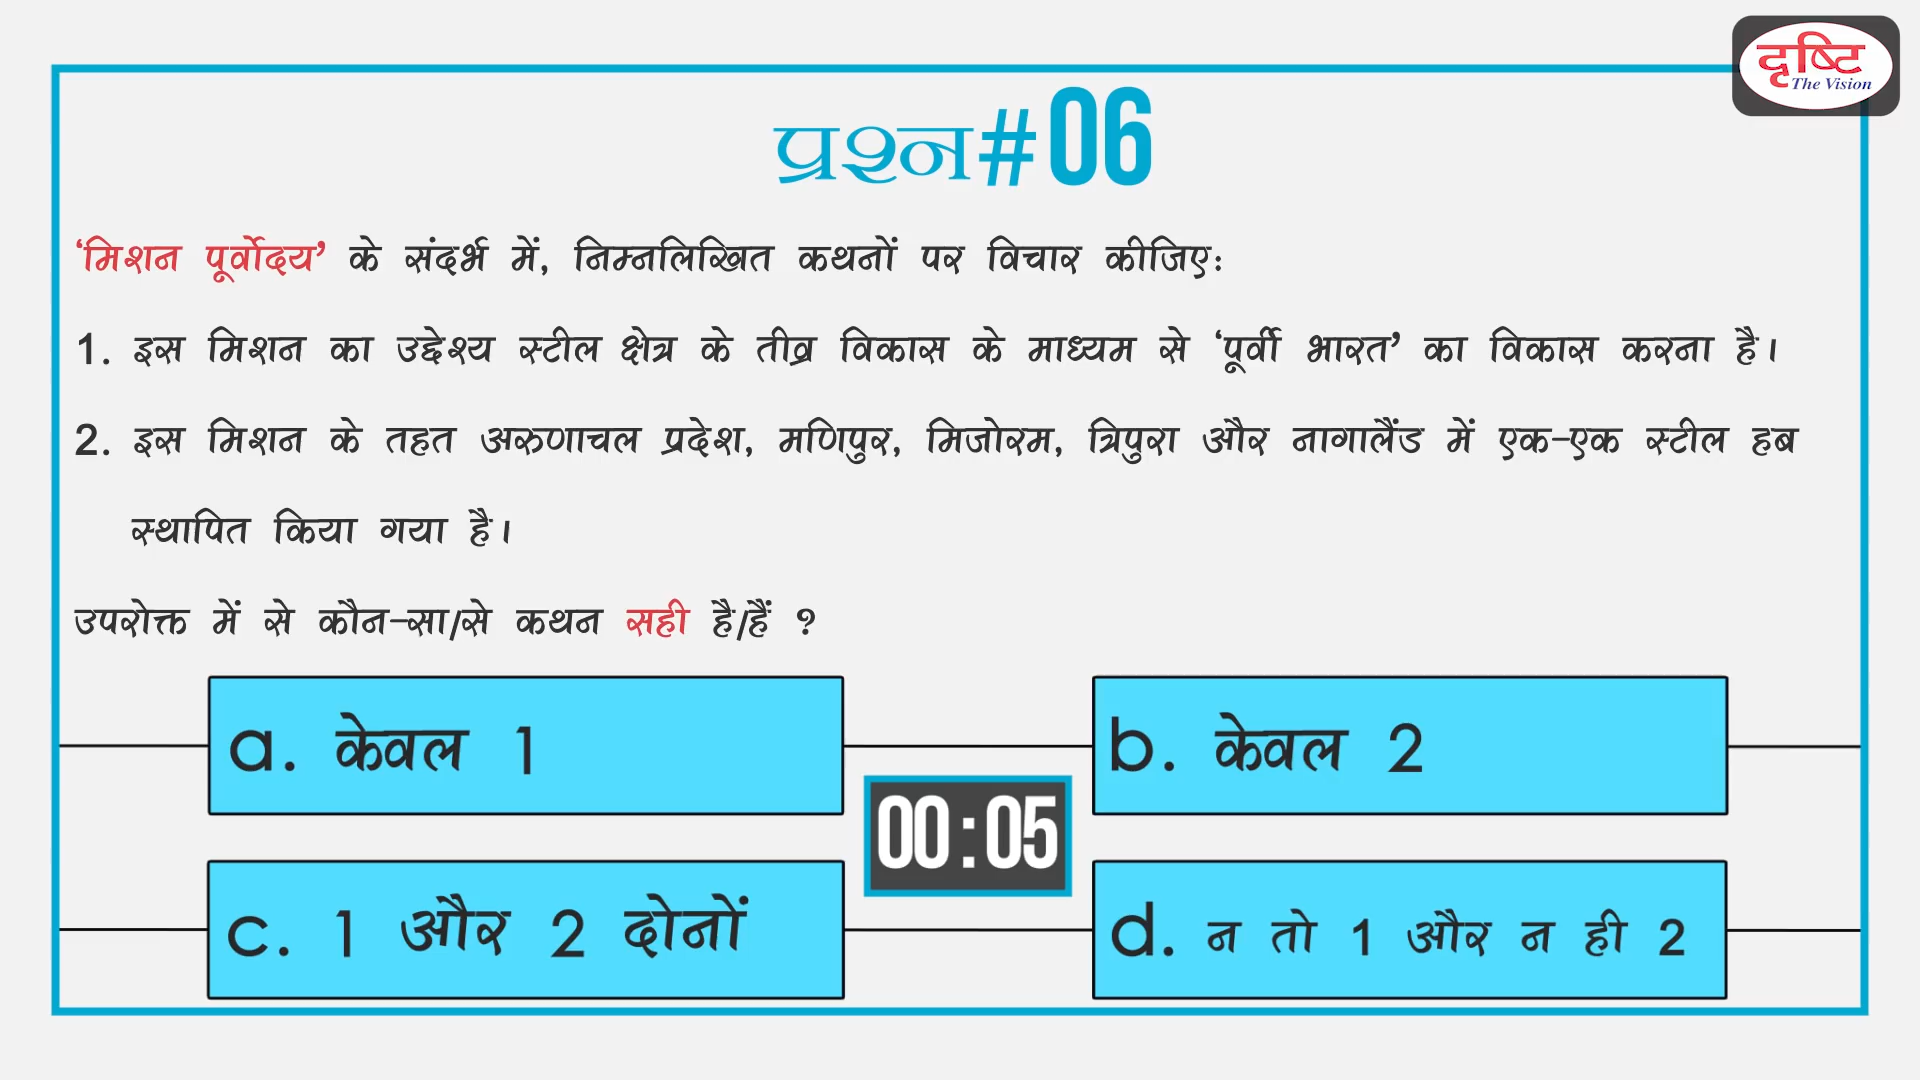 दृष्टि
The Vision
प्रश्न#06
‘मिशन पूर्वोदय’ के संदर्भ में, निम्नलिखित कथनों पर विचार कीजिए:
1. इस मिशन का उद्देश्य स्टील क्षेत्र के तीव्र विकास के माध्यम से ‘पूर्वी भारत’ का विकास करना है।
2. इस मिशन के तहत अरुणाचल प्रदेश, मणिपुर, मिजोरम, त्रिपुरा और नागालैंड में एक-एक स्टील हब
स्थापित किया गया है।
उपरोक्त में से कौन-सा/से कथन सही है/हैं ?
a. केवल 1
b. केवल 2
00:05
c. 1 और 2 दोनों
d. न तो 1 और न ही 2